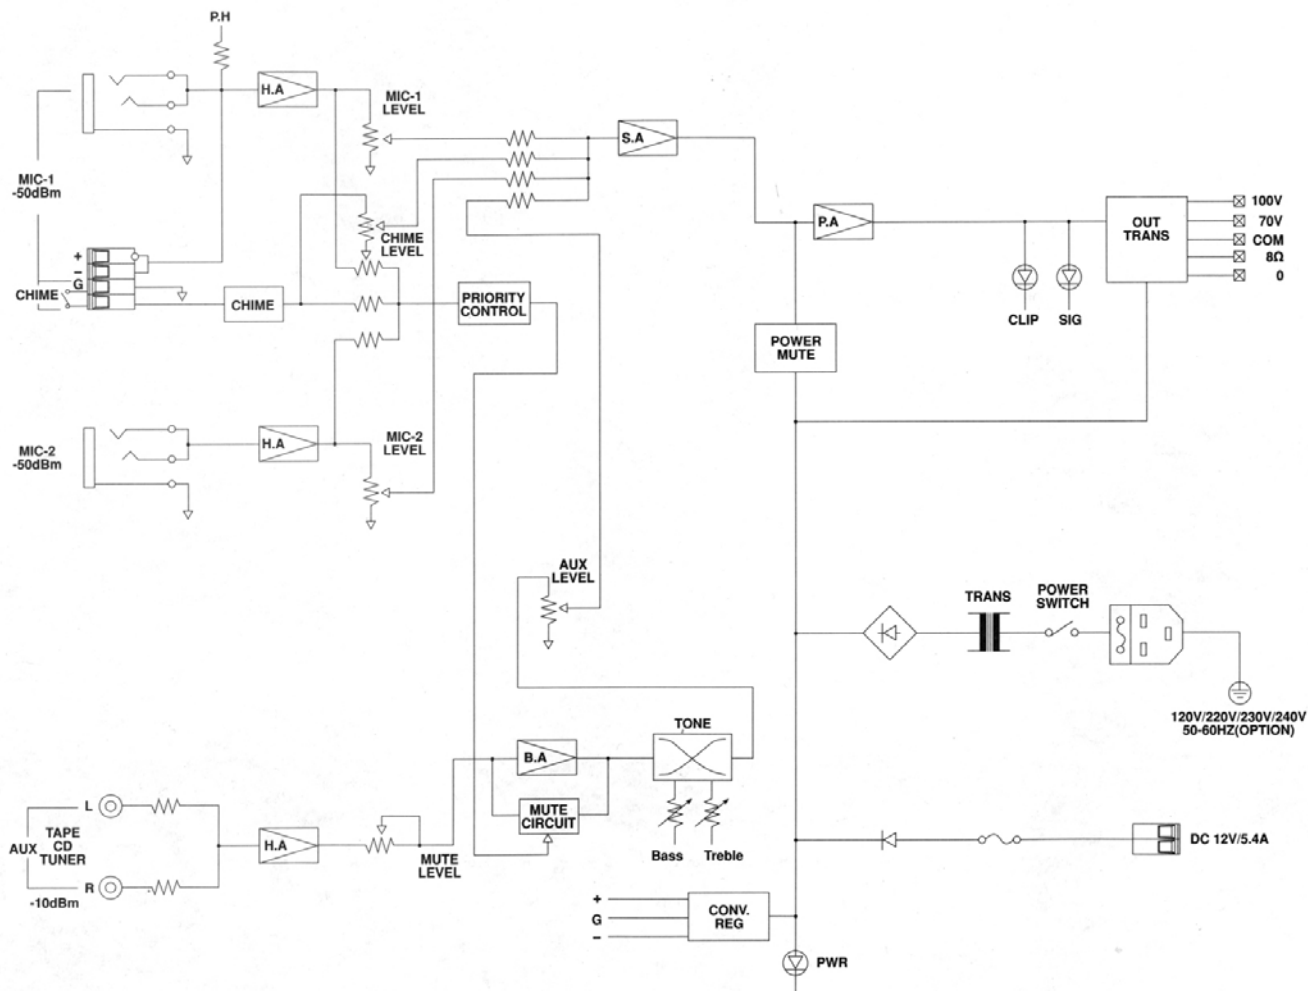 P.H
H.A
MIC-1
LEVEL
S.A
MIC-1
-50dBm
P.A
OUT
TRANS
100V
70V
COM
8Ω
0
CHIME
LEVEL
+
–
G
CHIME
CHIME
PRIORITY
CONTROL
CLIP
SIG
POWER
MUTE
MIC-2
-50dBm
H.A
MIC-2
LEVEL
AUX
LEVEL
TRANS
POWER
SWITCH
120V/220V/230V/240V
50-60HZ(OPTION)
TONE
B.A
MUTE
CIRCUIT
Bass
Treble
L
AUX
TAPE
CD
TUNER
R
-10dBm
H.A
MUTE
LEVEL
DC 12V/5.4A
+
G
–
CONV.
REG
PWR